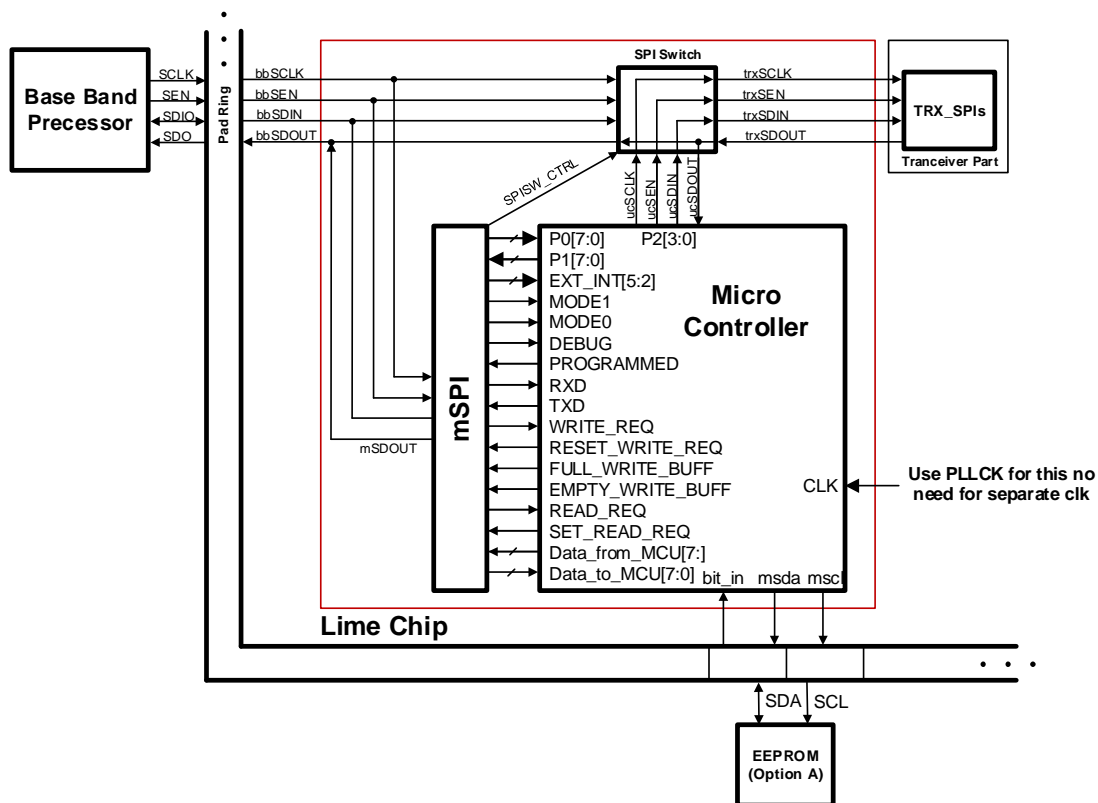 SPI Switch
Base Band
Precessor
SCLK
SEN
SDIO
SDO
Pad Ring
bbSCLK
bbSEN
bbSDIN
bbSDOUT
trxSCLK
trxSEN
trxSDIN
trxSDOUT
TRX_SPIs
Tranceiver Part
SPISW_CTRL
ucSCLK
ucSEN
ucSDIN
ucSDOUT
mSPI
mSDOUT
P0[7:0]
P2[3:0]
P1[7:0]
EXT_INT[5:2]
MODE1
MODE0
DEBUG
PROGRAMMED
RXD
TXD
WRITE_REQ
RESET_WRITE_REQ
FULL_WRITE_BUFF
EMPTY_WRITE_BUFF
READ_REQ
SET_READ_REQ
Data_from_MCU[7:]
Data_to_MCU[7:0]
Micro
Controller
CLK
Use PLLCK for this no
need for separate clk
bit_in
msda
mscl
Lime Chip
SDA
SCL
EEPROM
(Option A)